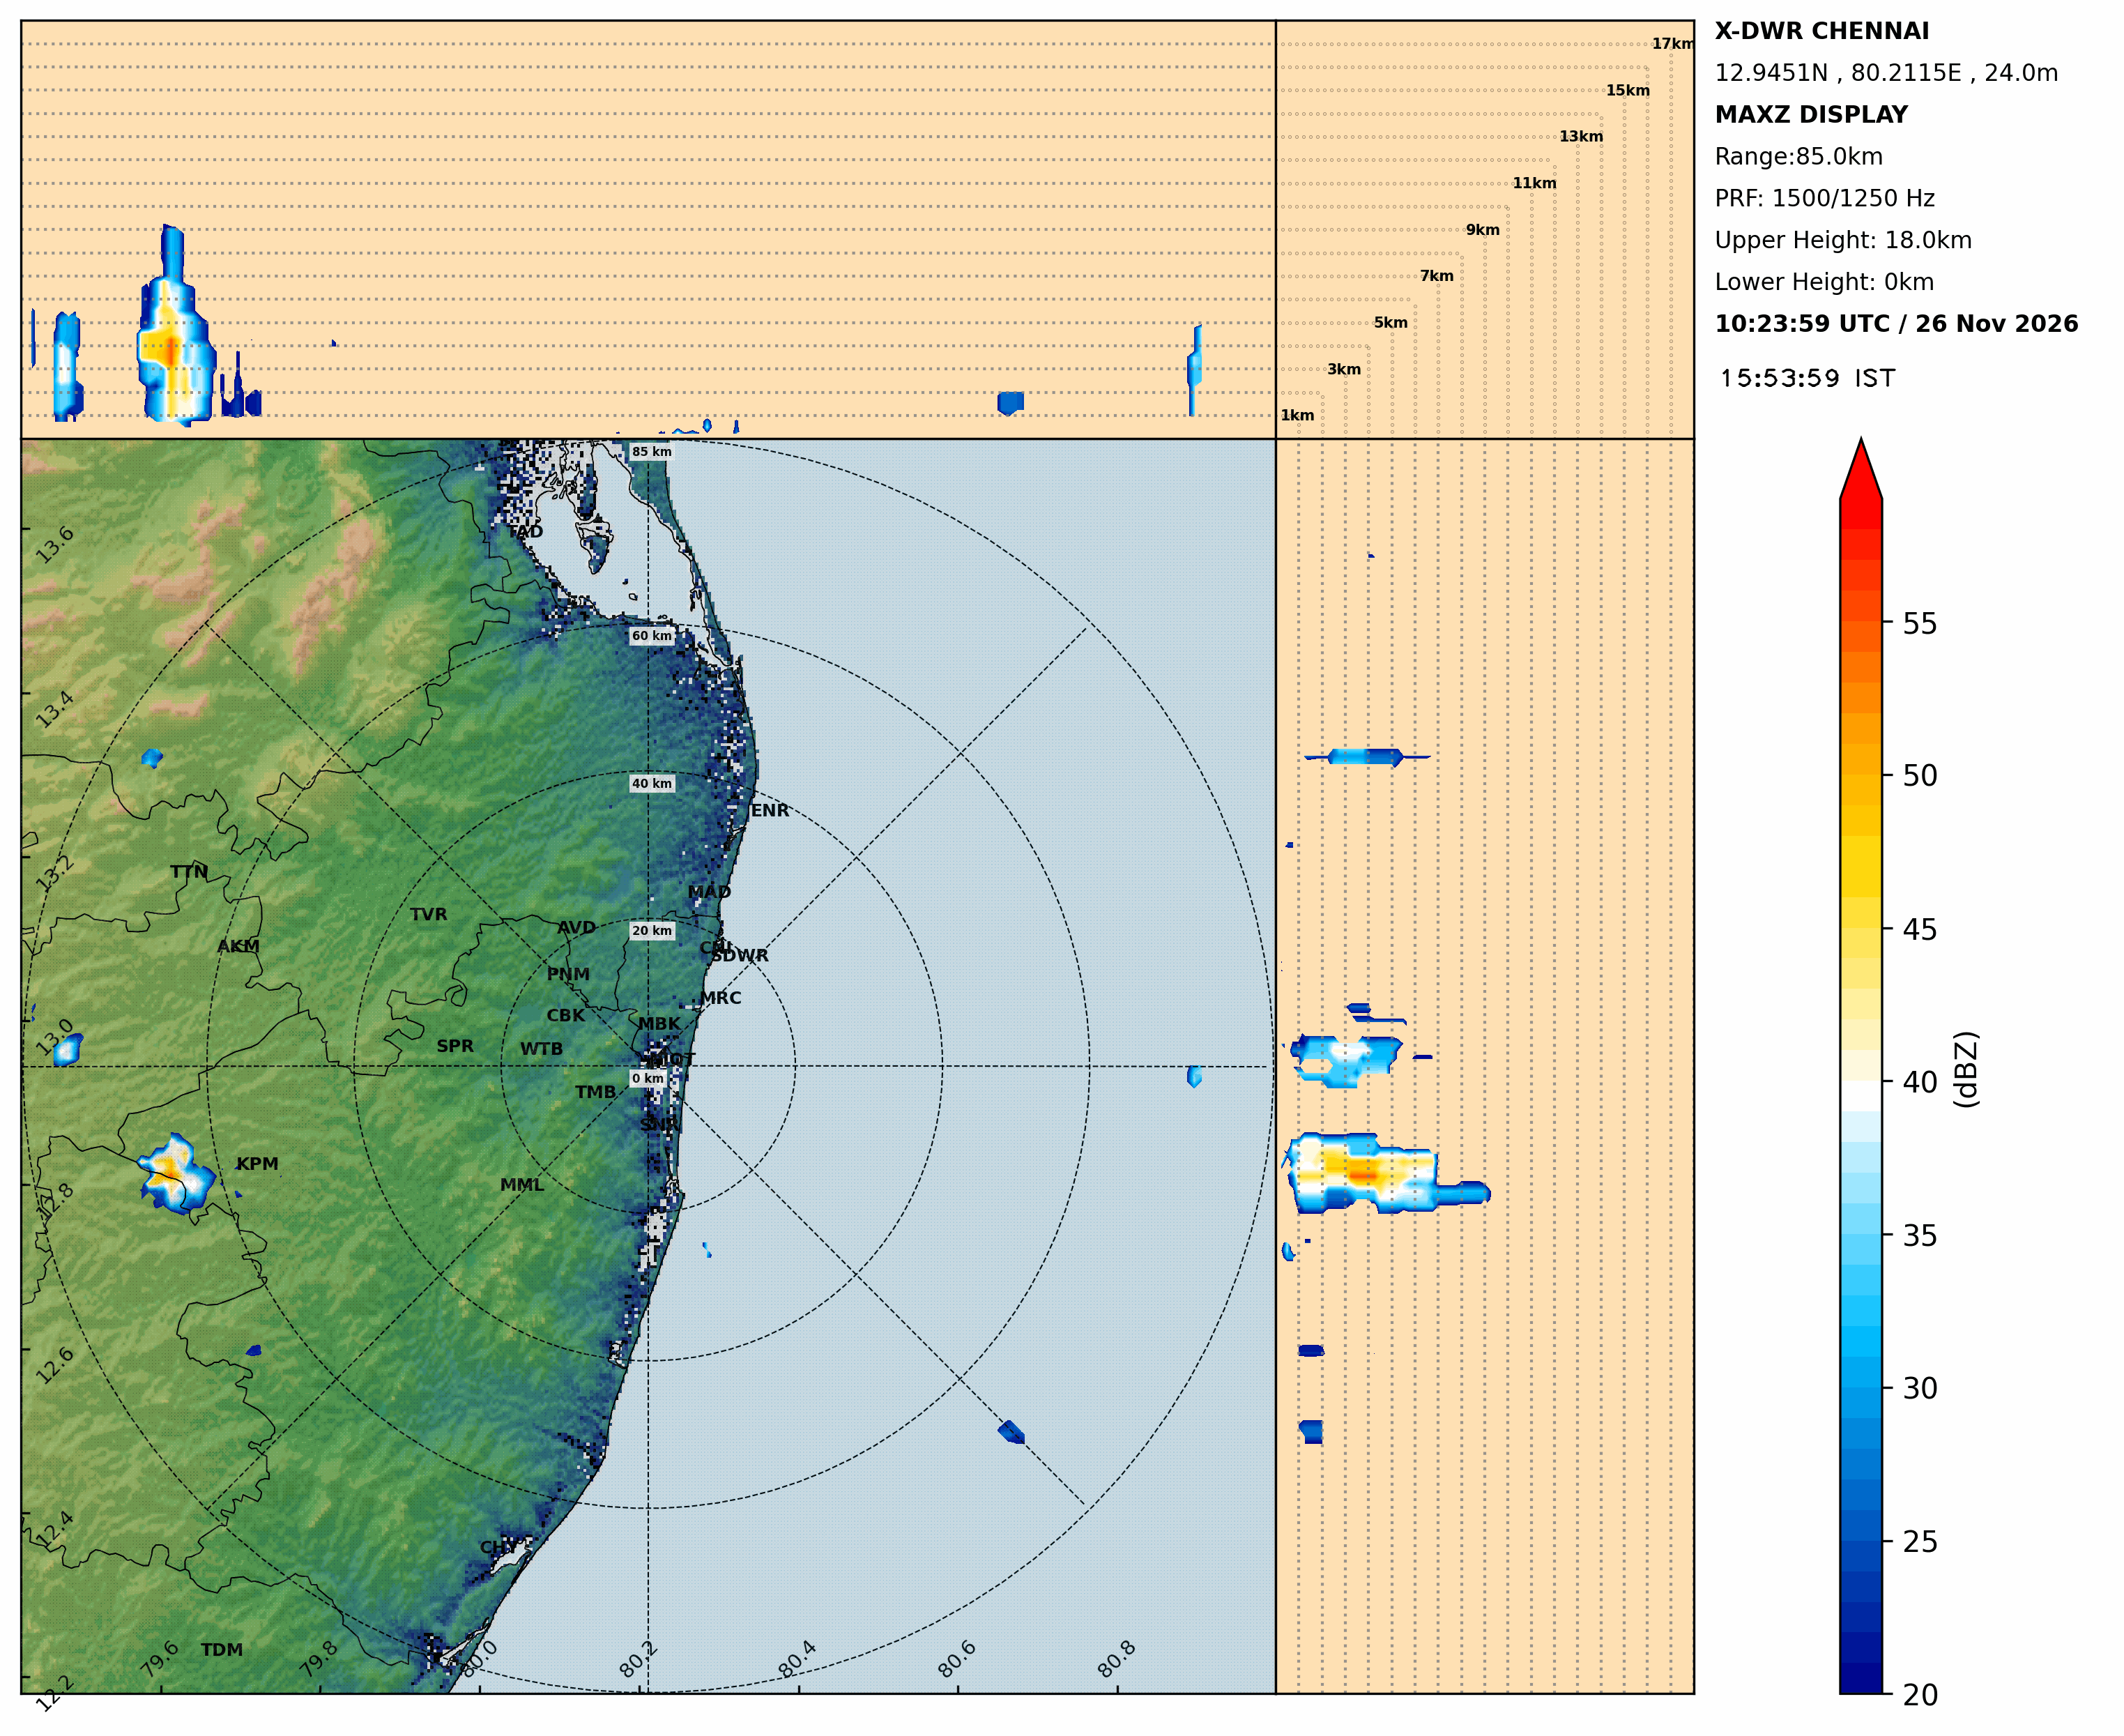 X-DWR CHENNAI
12.9451N , 80.2115E , 24.0m
MAXZ DISPLAY
Range:85.0km
PRF: 1500/1250 Hz
Upper Height: 18.0km
Lower Height: 0km
10:23:59 UTC / 26 Nov 2026
15:53:59 IST
17km
15km
13km
11km
9km
7km
5km
3km
1km
85 km
TAD
13.6
60 km
13.4
40 km
ENR
13.2
TTN
MAD
TVR
AVD
20 km
AKM
CNI
SDWR
PNM
MRC
CBK
MBK
13.0
SPR
WTB
0 km
TMB
SNR
KPM
MML
12.8
12.6
12.4
CHY
TDM
12.2
79.6
79.8
80.0
80.2
80.4
80.6
80.8
55
50
45
40
35
30
25
20
(dBZ)